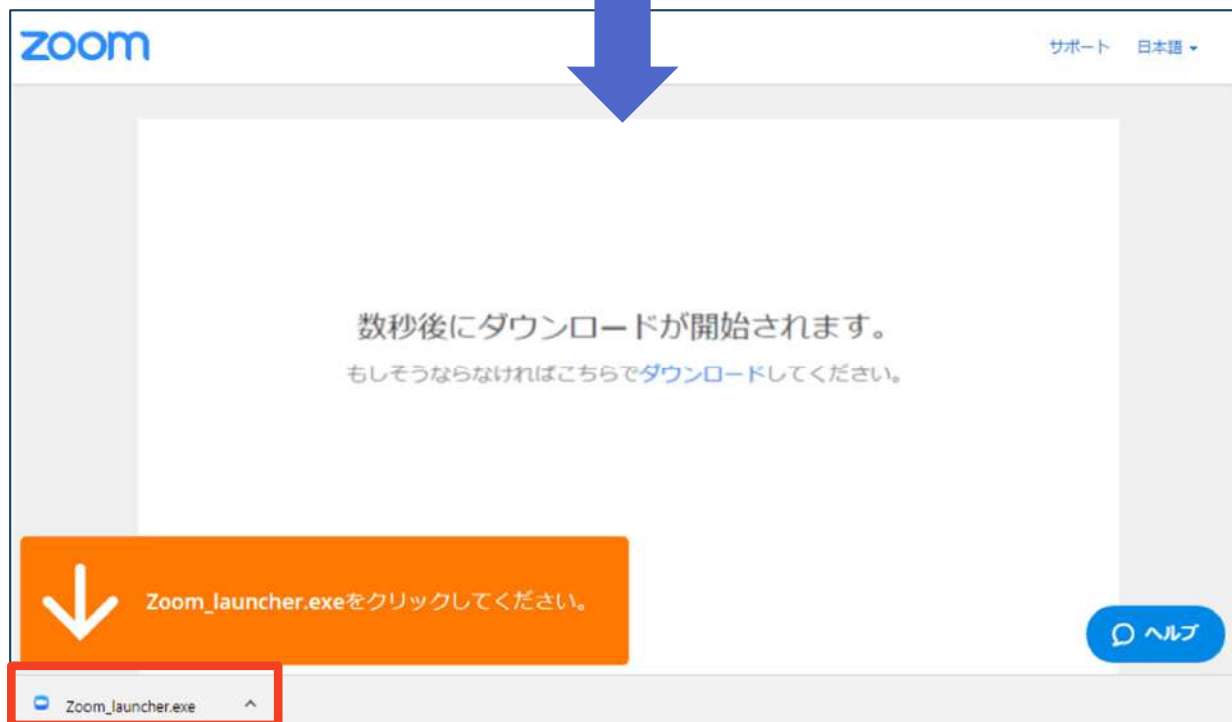 zoom
サポート 日本語
数秒後にダウンロードが開始されます。
もしそうならなければこちらでダウンロードしてください。
Zoom_launcher.exeをクリックしてください。
ヘルプ
Zoom_launcher.exe